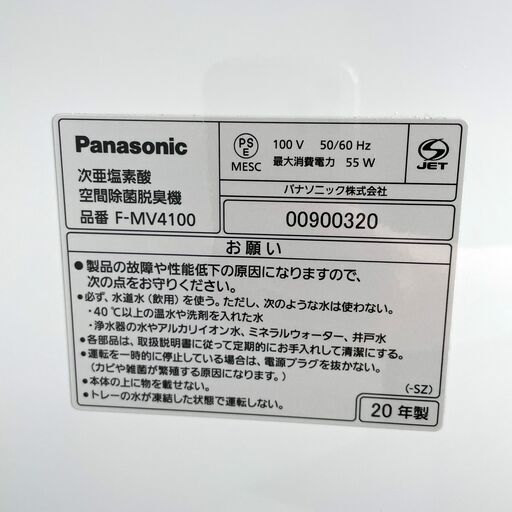 Panasonic
次亜塩素酸
空間除菌脱臭機
品番 F-MV4100
PS
E
MESC
100 V 50/60 Hz
最大消費電力 55 W
S
JET
パナソニック株式会社
00900320
お願い
●製品の故障や性能低下の原因になりますので、
次の点をお守りください。
●必ず、水道水（飲用）を使う。ただし、次のような水は使わない。
・40℃以上の温水や洗剤を入れた水
・浄水器の水やアルカリイオン水、ミネラルウォーター、井戸水
●各部品は、取扱説明書に従って定期的にお手入れして清潔にする。
●運転を一時的に停止している場合は、電源プラグを抜かない。
（カビや雑菌が繁殖する原因になります。）
●本体の上に物を載せない。
●トレーの水が凍結した状態で運転しない。
(-SZ)
20 年製